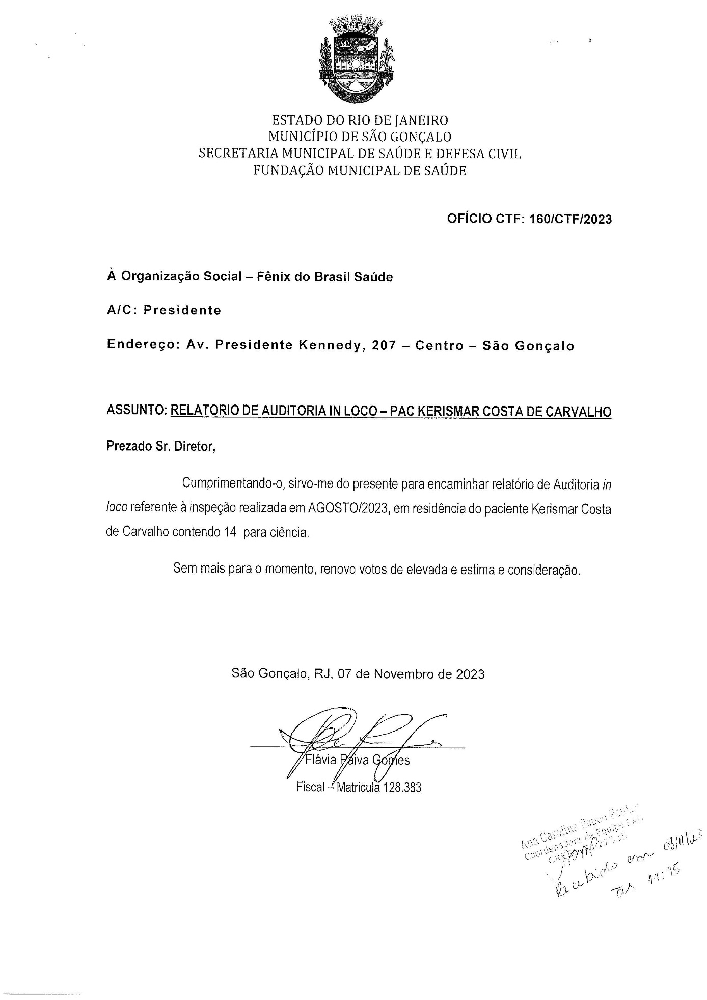 SÃO GONÇALO
ESTADO DO RIO DE JANEIRO
MUNICÍPIO DE SÃO GONÇALO
SECRETARIA MUNICIPAL DE SAÚDE E DEFESA CIVIL
FUNDAÇÃO MUNICIPAL DE SAÚDE
OFÍCIO CTF: 160/CTF/2023
À Organização Social – Fênix do Brasil Saúde
A/C: Presidente
Endereço: Av. Presidente Kennedy, 207 – Centro – São Gonçalo
ASSUNTO: RELATORIO DE AUDITORIA IN LOCO – PAC KERISMAR COSTA DE CARVALHO
Prezado Sr. Diretor,
Cumprimentando-o, sirvo-me do presente para encaminhar relatório de Auditoria in
loco referente à inspeção realizada em AGOSTO/2023, em residência do paciente Kerismar Costa
de Carvalho contendo 14 para ciência.
Sem mais para o momento, renovo votos de elevada e estima e consideração.
São Gonçalo, RJ, 07 de Novembro de 2023
Flávia Paiva Gomes
Fiscal – Matricula 128.383
Ana Carolina Pepeu
Coordenadora de Equipe SAD
27335
Recebido em 08/11/23
11:15